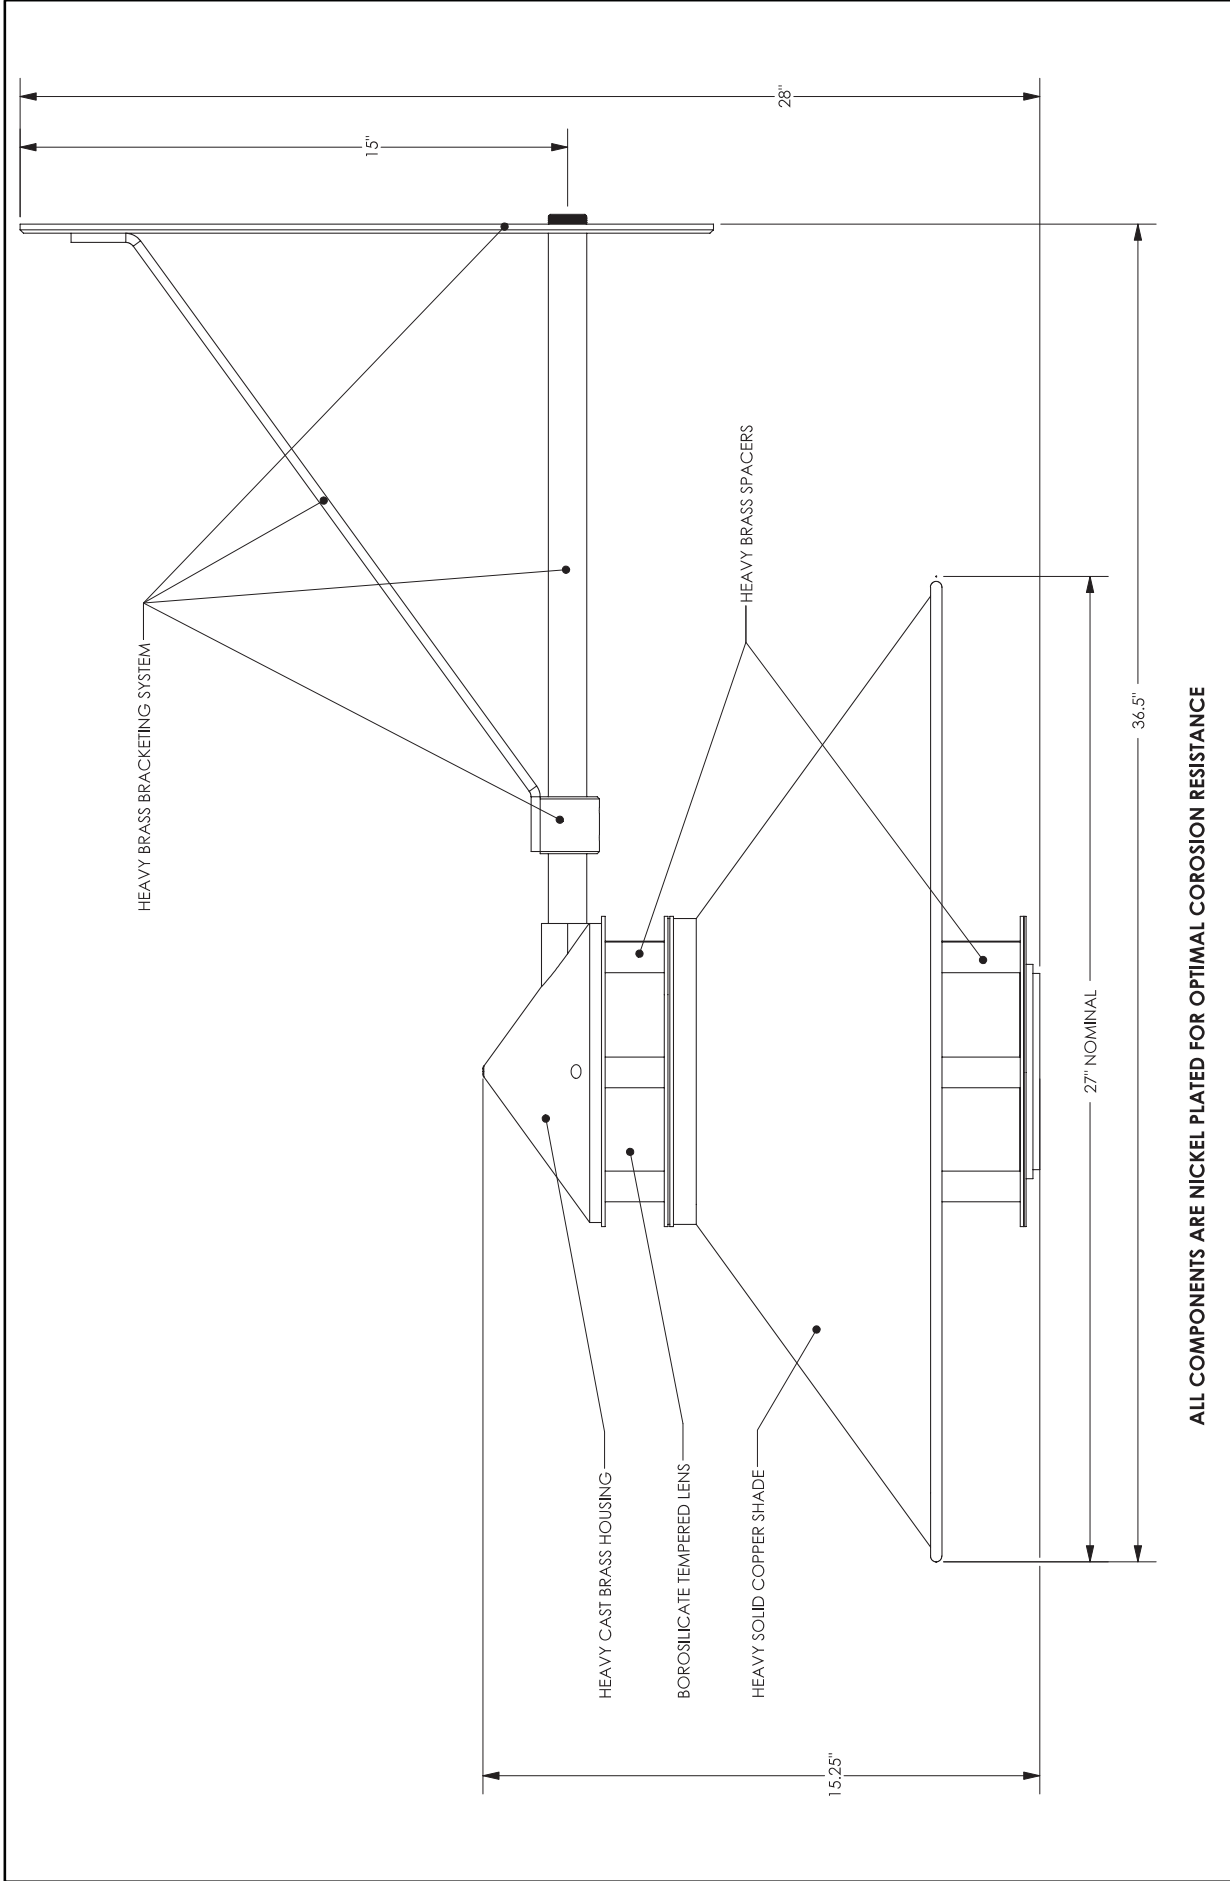 HEAVY BRASS BRACKETING SYSTEM
15"
28"
HEAVY BRASS SPACERS
HEAVY CAST BRASS HOUSING
BOROSILICATE TEMPERED LENS
HEAVY SOLID COPPER SHADE
15.25"
27" NOMINAL
36.5"
ALL COMPONENTS ARE NICKEL PLATED FOR OPTIMAL COROSION RESISTANCE